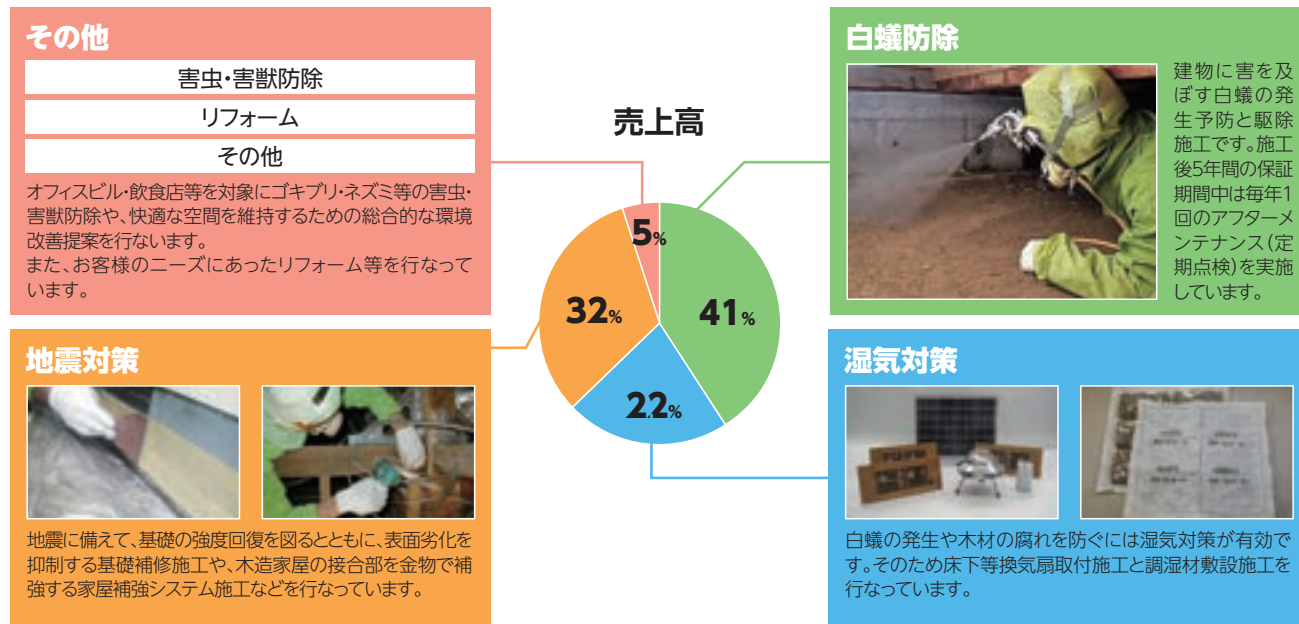 その他
害虫・害獣防除
リフォーム
その他
オフィスビル・飲食店等を対象にゴキブリ・ネズミ等の害虫・
害獣防除や、快適な空間を維持するための総合的な環境
改善提案を行ないます。
また、お客様のニーズにあったリフォーム等を行なって
います。
売上高
5%
32%
41%
22%
白蟻防除
建物に害を及
ぼす白蟻の発
生予防と駆除
施工です。施工
後5年間の保証
期間中は毎年1
回のアフターメ
ンテナンス(定
期点検)を実施
しています。
地震対策
地震に備えて、基礎の強度回復を図るとともに、表面劣化を
抑制する基礎補修施工や、木造家屋の接合部を金物で補
強する家屋補強システム施工などを行なっています。
湿気対策
白蟻の発生や木材の腐れを防ぐには湿気対策が有効で
す。そのため床下等換気扇取付施工と調湿材敷設施工を
行なっています。